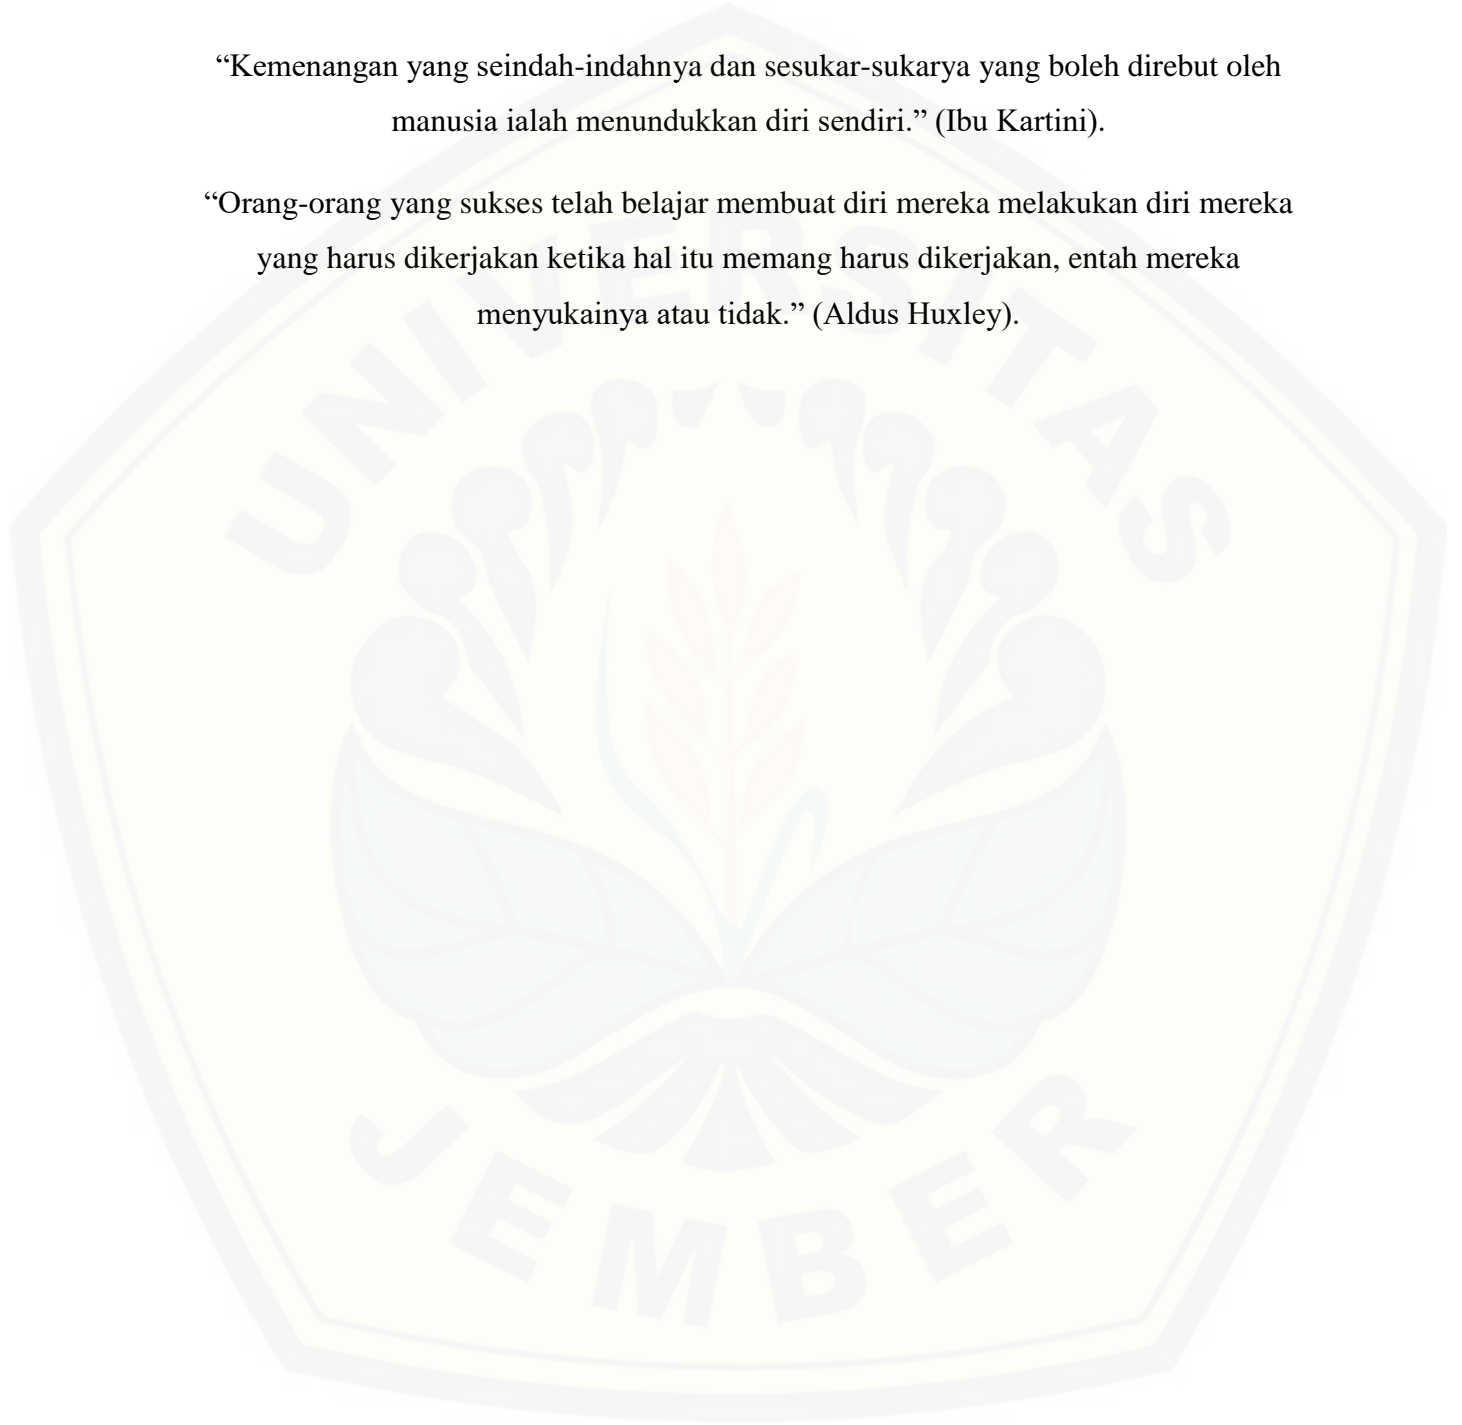 “Kemenangan yang seindah-indahnya dan sesukar-sukarya yang boleh direbut oleh
manusia ialah menundukkan diri sendiri.” (Ibu Kartini).
“Orang-orang yang sukses telah belajar membuat diri mereka melakukan diri mereka
yang harus dikerjakan ketika hal itu memang harus dikerjakan, entah mereka
menyukainya atau tidak.” (Aldus Huxley).
UNIVERSITAS
JEMBER